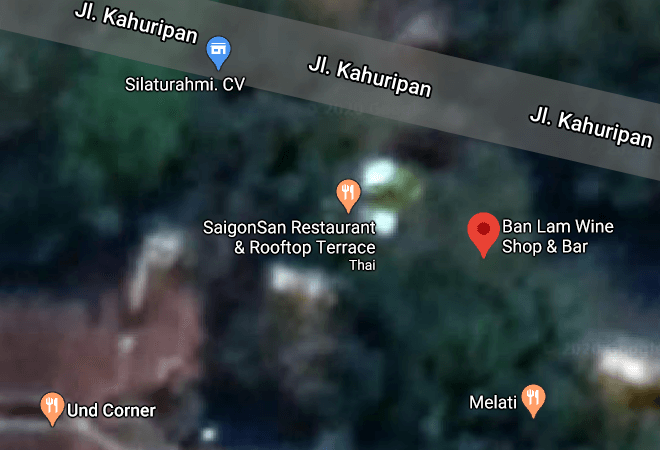 Jl. Kahuripan
Silaturahmi. CV
Jl. Kahuripan
Jl. Kahuripan
SaigonSan Restaurant
& Rooftop Terrace
Thai
Ban Lam Wine
Shop & Bar
Und Corner
Melati